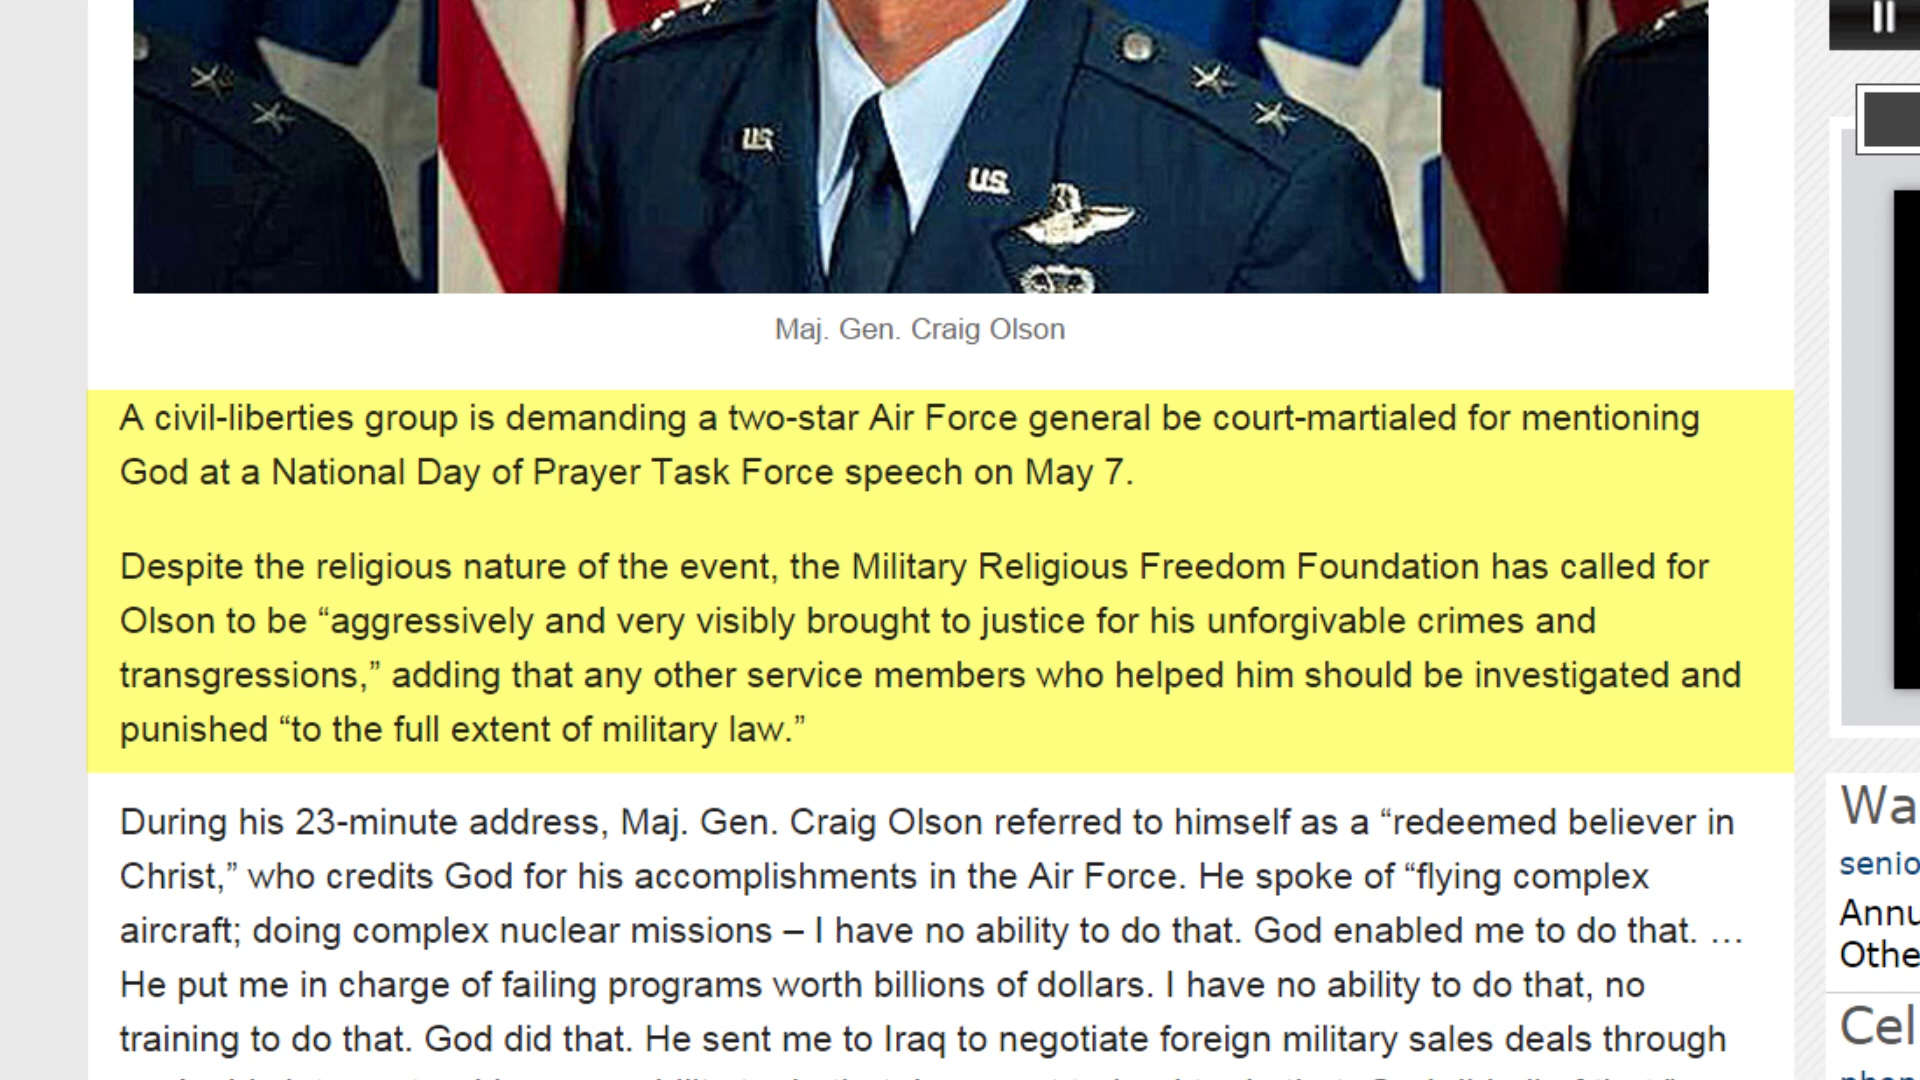 U.S.
U.S.
Maj. Gen. Craig Olson
A civil-liberties group is demanding a two-star Air Force general be court-martialed for mentioning
God at a National Day of Prayer Task Force speech on May 7.
Despite the religious nature of the event, the Military Religious Freedom Foundation has called for
Olson to be “aggressively and very visibly brought to justice for his unforgivable crimes and
transgressions,” adding that any other service members who helped him should be investigated and
punished “to the full extent of military law.”
During his 23-minute address, Maj. Gen. Craig Olson referred to himself as a “redeemed believer in
Christ,” who credits God for his accomplishments in the Air Force. He spoke of “flying complex
aircraft; doing complex nuclear missions – I have no ability to do that. God enabled me to do that. …
He put me in charge of failing programs worth billions of dollars. I have no ability to do that, no
training to do that. God did that. He sent me to Iraq to negotiate foreign military sales deals through
Wa
senio
Annu
Othe
Cel